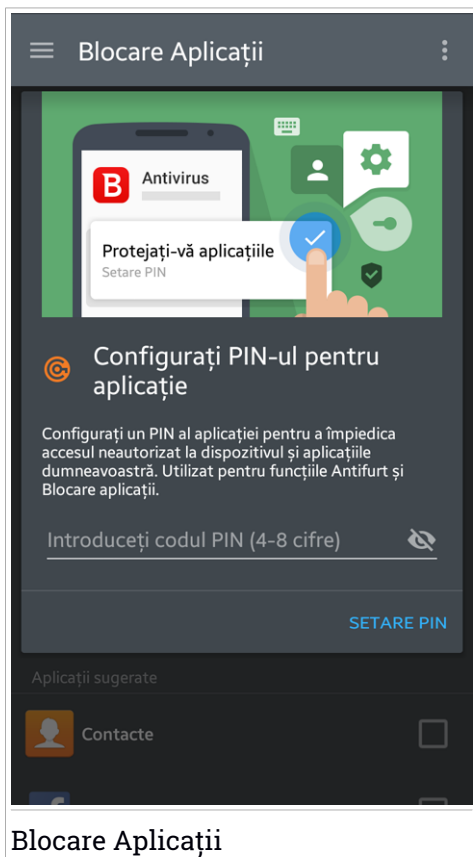 Blocare Aplicații
B
Antivirus
Protejați-vă aplicațiile
Setare PIN
Configurați PIN-ul pentru
aplicație
Configurați un PIN al aplicației pentru a împiedica
accesul neautorizat la dispozitivul și aplicațiile
dumneavoastră. Utilizat pentru funcțiile Antifurt și
Blocare aplicații.
Introduceți codul PIN (4-8 cifre)
SETARE PIN
Aplicații sugerate
Contacte
Blocare Aplicații